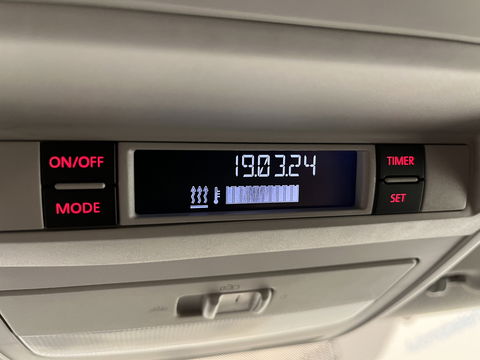 ON/OFF
MODE
19.03.24
TIMER
SET